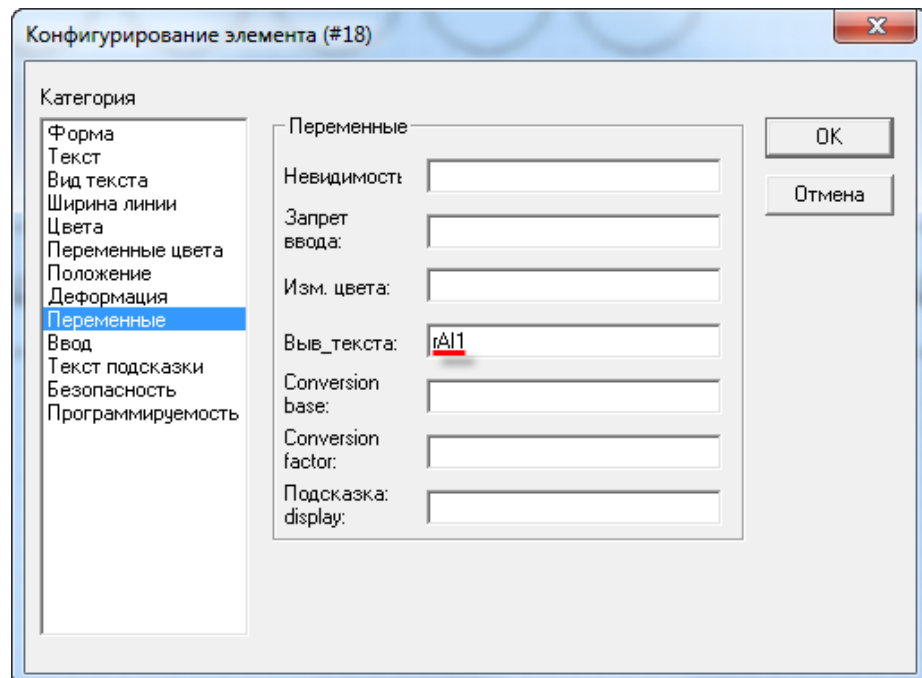 Конфигурирование элемента (#18)
Категория
Форма
Текст
Вид текста
Ширина линии
Цвета
Переменные цвета
Положение
Деформация
Переменные
Ввод
Текст подсказки
Безопасность
Программируемость
Переменные
Невидимость
Запрет
ввода:
Изм. цвета:
Выв_текста:
rAI1
Conversion
base:
Conversion
factor:
Подсказка:
display:
OK
Отмена